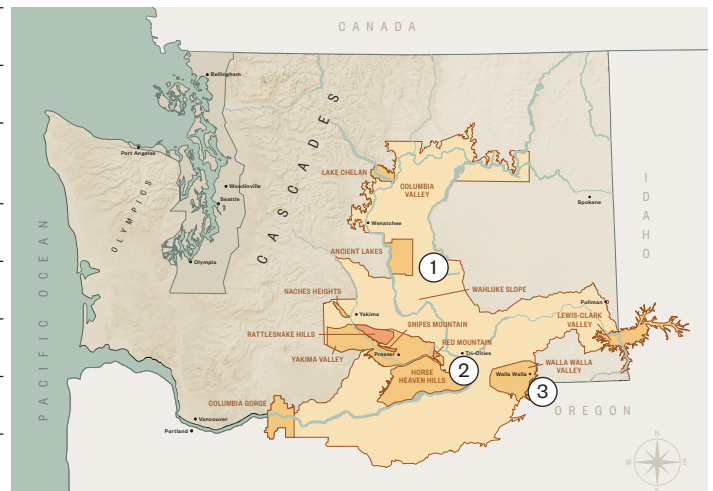 CANADA
Bellingham
CASCADES
Port Angeles
OLYMPICS
Woodinville
Seattle
Olympia
PACIFIC OCEAN
LAKE CHELAN
COLUMBIA
VALLEY
Wenatchee
Spokane
IDAHO
ANCIENT LAKES
1
WAHLUKE SLOPE
NACHES HEIGHTS
Yakima
Pullman
LEWIS-CLARK
VALLEY
RATTLESNAKE HILLS
SNIPES MOUNTAIN
RED MOUNTAIN
YAKIMA VALLEY
Prosser
Tri-Cities
2
HORSE
HEAVEN HILLS
WALLA WALLA
VALLEY
Walla Walla
3
COLUMBIA GORGE
OREGON
Vancouver
Portland
N
W
E
S